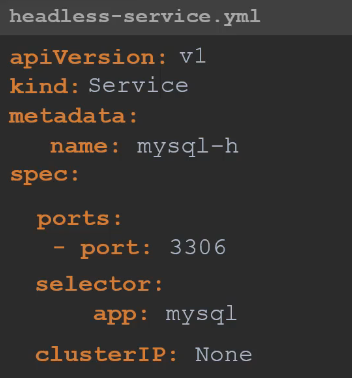 headless-service.yml
apiVersion: v1
kind: Service
metadata:
name: mysql-h
spec:
ports:
- port: 3306
selector:
app: mysql
clusterIP: None